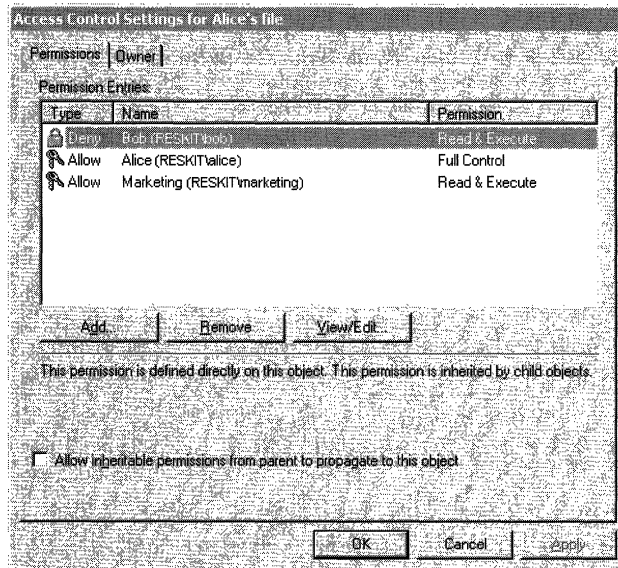 Access Control Settings for Alice's file
Permissions Owner
Permission Entries:
Type Name Permission
Deny Bob (RESKIT\bob) Read & Execute
Allow Alice (RESKIT\alice) Full Control
Allow Marketing (RESKIT\marketing) Read & Execute
Add... Remove View/Edit...
This permission is defined directly on this object. This permission is inherited by child objects.
Allow inheritable permissions from parent to propagate to this object
OK Cancel Apply